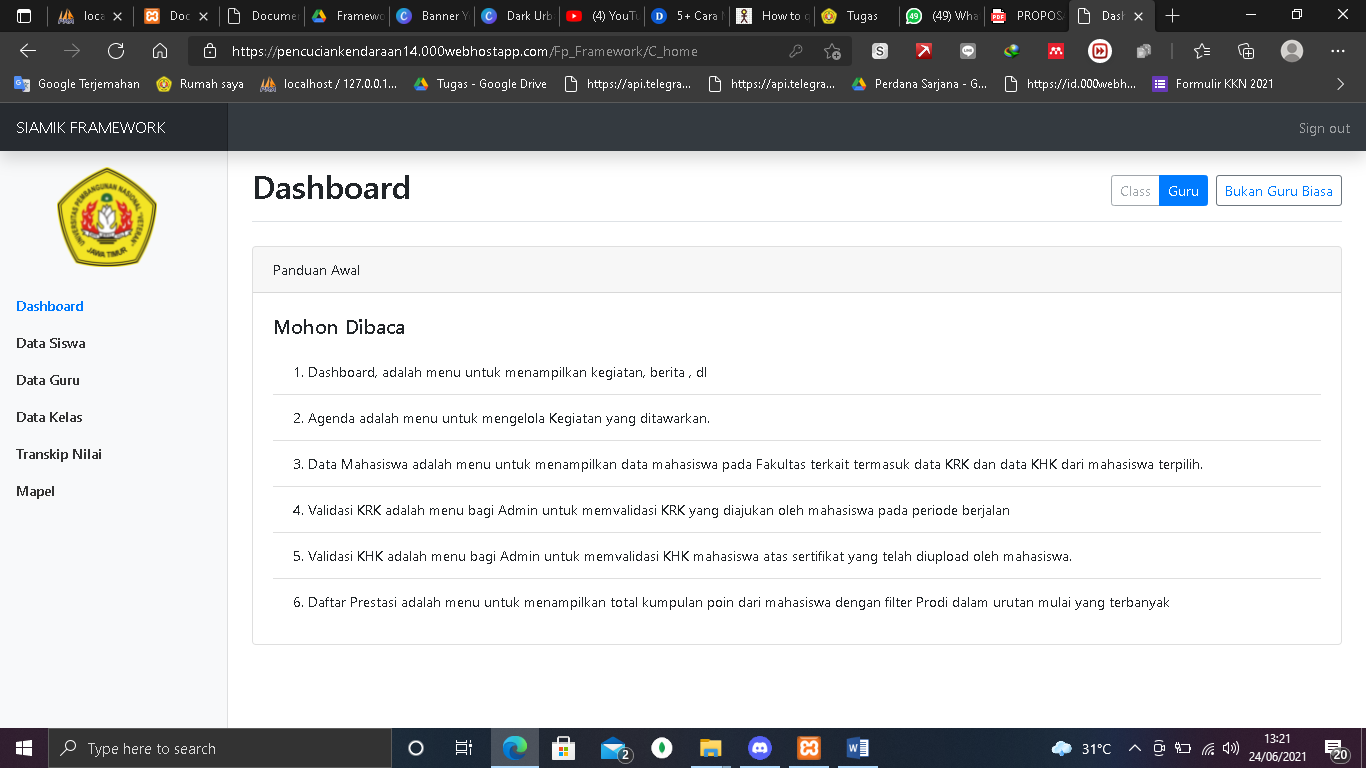 loca
Doc
Docume
Framewo
Banner Y
Dark Urb
(4) YouTu
5+ Cara M
How to q
Tugas
(49) Wha
PROPOSA
Dash
https://pencuciankendaraan14.000webhostapp.com/Fp_Framework/C_home
Google Terjemahan
Rumah saya
localhost / 127.0.0.1...
Tugas - Google Drive
https://api.telegra...
https://api.telegra...
Perdana Sarjana - G...
https://id.000webh...
Formulir KKN 2021
SIAMIK FRAMEWORK
Sign out
UNIVERSITAS PEMBANGUNAN NASIONAL "VETERAN"
JAWA TIMUR
Dashboard
Class
Guru
Bukan Guru Biasa
Dashboard
Data Siswa
Data Guru
Data Kelas
Transkip Nilai
Mapel
Panduan Awal
Mohon Dibaca
1. Dashboard, adalah menu untuk menampilkan kegiatan, berita , dl
2. Agenda adalah menu untuk mengelola Kegiatan yang ditawarkan.
3. Data Mahasiswa adalah menu untuk menampilkan data mahasiswa pada Fakultas terkait termasuk data KRK dan data KHK dari mahasiswa terpilih.
4. Validasi KRK adalah menu bagi Admin untuk memvalidasi KRK yang diajukan oleh mahasiswa pada periode berjalan
5. Validasi KHK adalah menu bagi Admin untuk memvalidasi KHK mahasiswa atas sertifikat yang telah diupload oleh mahasiswa.
6. Daftar Prestasi adalah menu untuk menampilkan total kumpulan poin dari mahasiswa dengan filter Prodi dalam urutan mulai yang terbanyak
Type here to search
2
31°C
13:21
24/06/2021
20